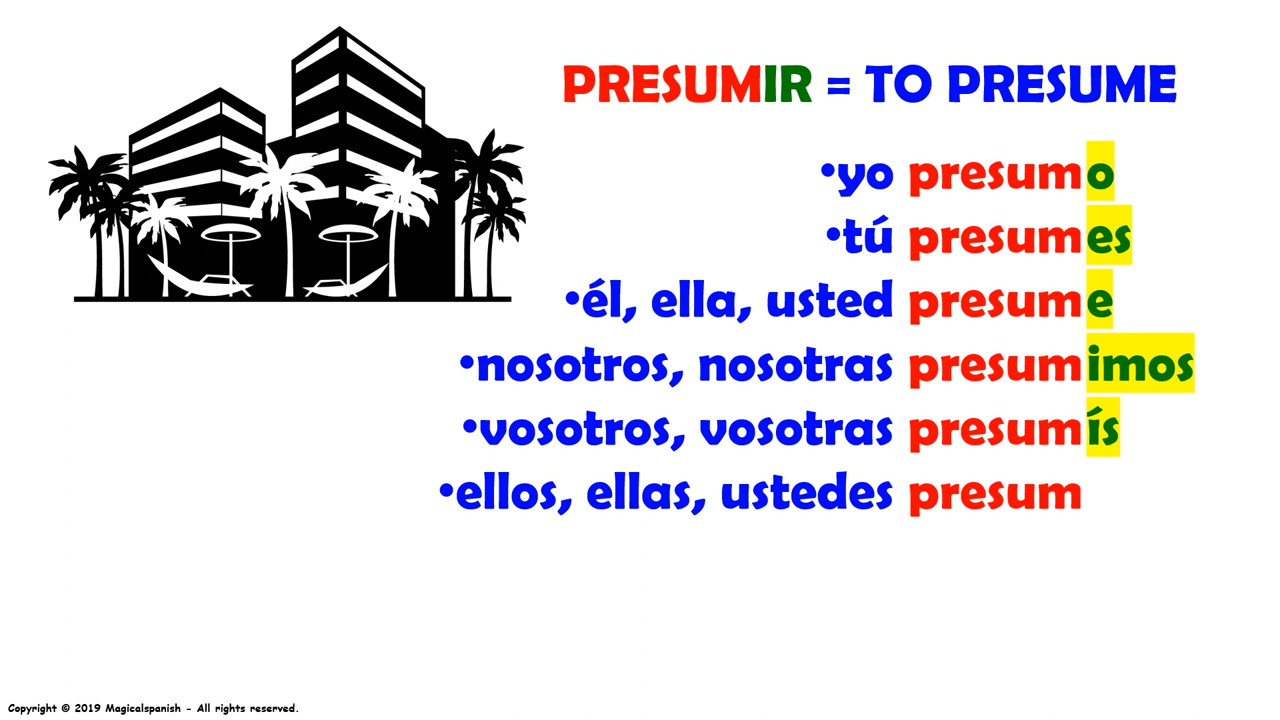 PRESUMIR = TO PRESUME
•yo presumo
•tú presumes
•él, ella, usted presume
•nosotros, nosotras presumimos
•vosotros, vosotras presumís
•ellos, ellas, ustedes presum
Copyright © 2019 Magicalspanish - All rights reserved.